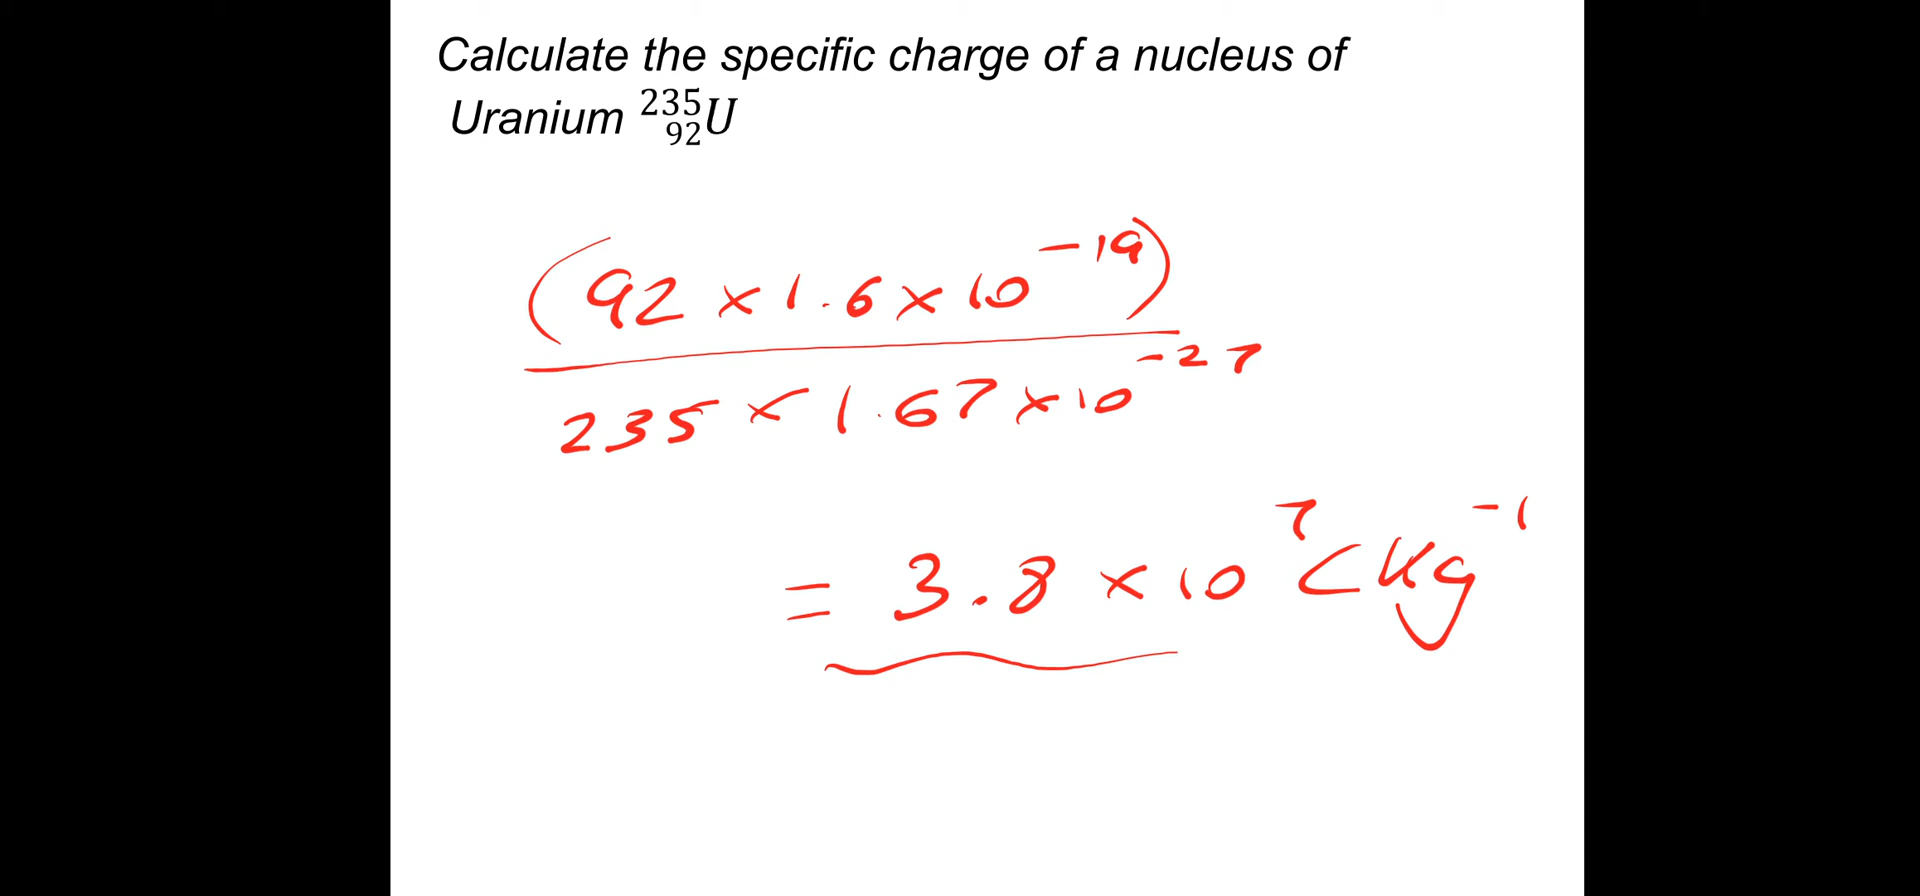 Calculate the specific charge of a nucleus of
Uranium ²³⁵₉₂U
(92 × 1.6 × 10⁻¹⁹)
235 × 1.67 × 10⁻²⁷
= 3.8 × 10⁷ C kg⁻¹